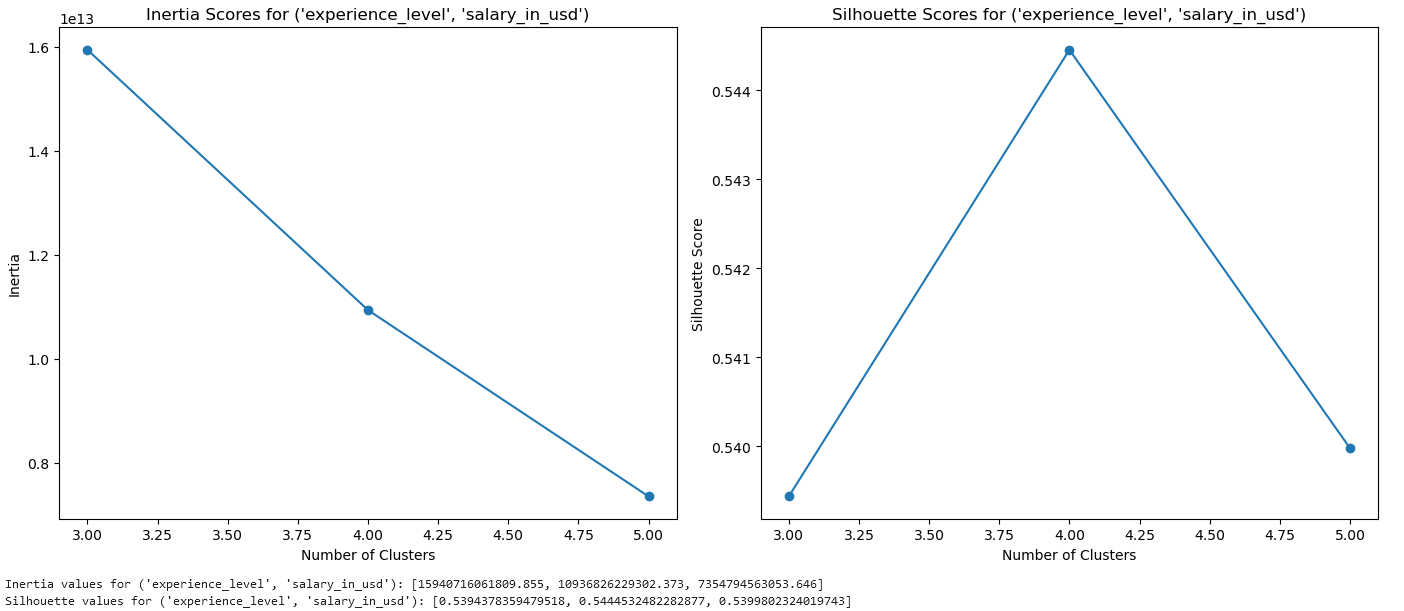 Inertia Scores for ('experience_level', 'salary_in_usd')
1e13
1.6
1.4
1.2
1.0
0.8
Inertia
3.00 3.25 3.50 3.75 4.00 4.25 4.50 4.75 5.00
Number of Clusters
Silhouette Scores for ('experience_level', 'salary_in_usd')
0.544
0.543
0.542
0.541
0.540
Silhouette Score
3.00 3.25 3.50 3.75 4.00 4.25 4.50 4.75 5.00
Number of Clusters
Inertia values for ('experience_level', 'salary_in_usd'): [15940716061809.855, 10936826229302.373, 7354794563053.646]
Silhouette values for ('experience_level', 'salary_in_usd'): [0.5394378359479518, 0.5444532482282877, 0.5399802324019743]